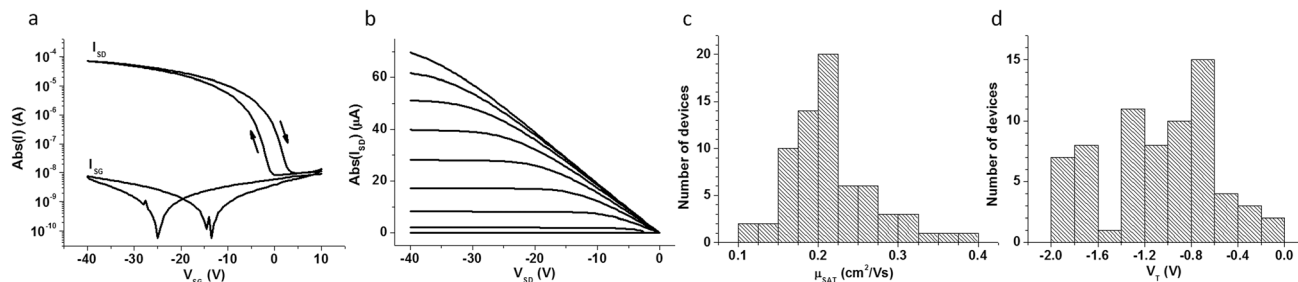 a
I_SD
I_SG
Abs(I) (A)
10^-4
10^-5
10^-6
10^-7
10^-8
10^-9
10^-10
-40 -30 -20 -10 0 10
V_SG (V)
b
Abs(I_SD) (μA)
60
40
20
0
-40 -30 -20 -10 0
V_SD (V)
c
Number of devices
20
15
10
5
0
0.1 0.2 0.3 0.4
μ_SAT (cm²/Vs)
d
Number of devices
15
10
5
0
-2.0 -1.6 -1.2 -0.8 -0.4 0.0
V_T (V)